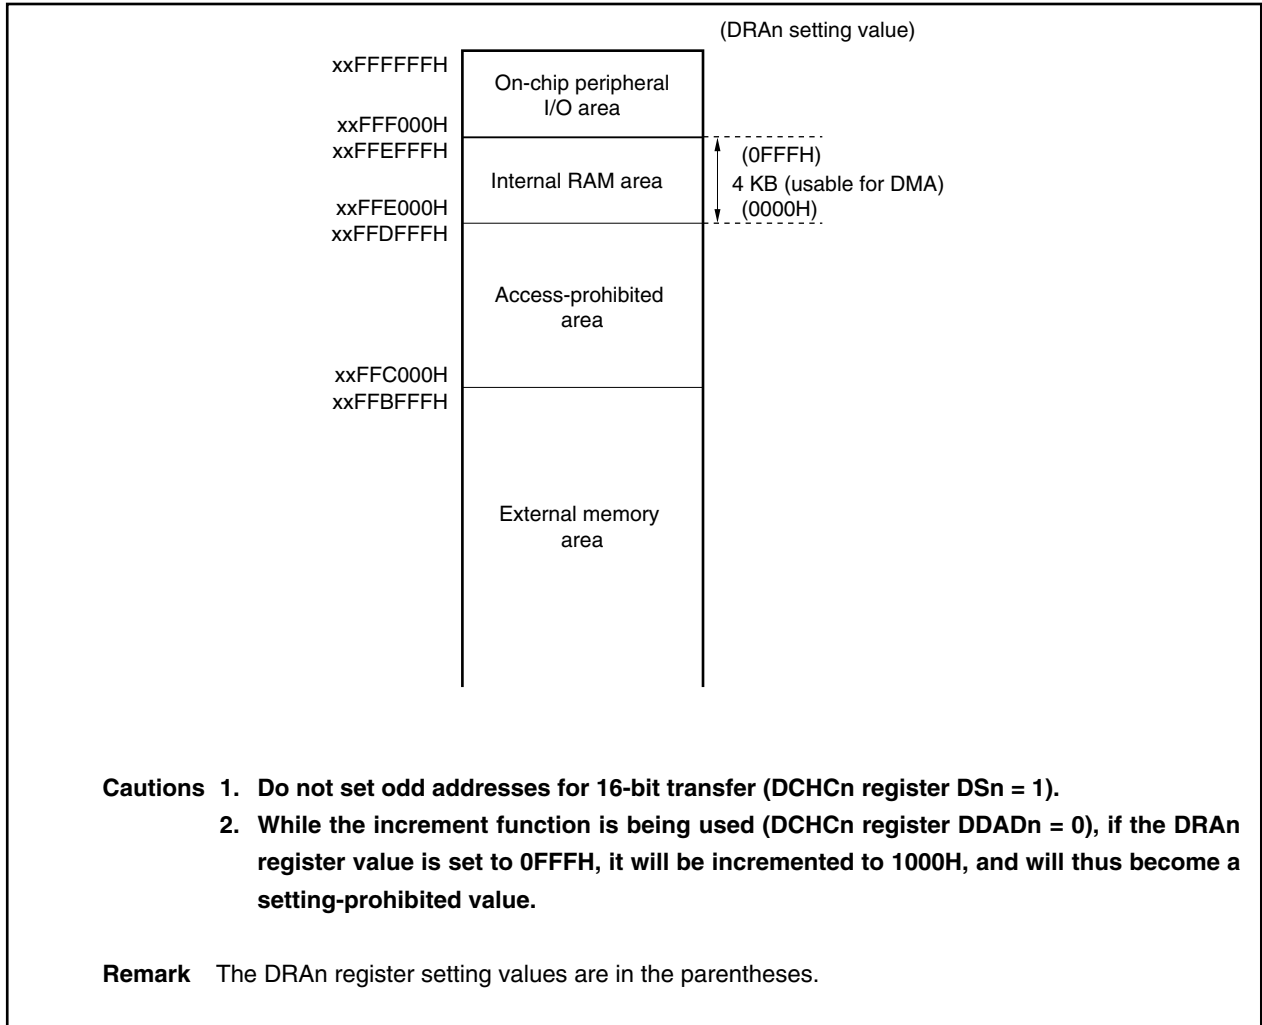 (DRAn setting value)
xxFFFFFFH
On-chip peripheral
I/O area
xxFFF000H
xxFFEFFFH
(0FFFH)
Internal RAM area
4 KB (usable for DMA)
xxFFE000H
(0000H)
xxFFDFFFH
Access-prohibited
area
xxFFC000H
xxFFBFFFH
External memory
area
Cautions 1. Do not set odd addresses for 16-bit transfer (DCHCn register DSn = 1).
2. While the increment function is being used (DCHCn register DDADn = 0), if the DRAn
register value is set to 0FFFH, it will be incremented to 1000H, and will thus become a
setting-prohibited value.
Remark The DRAn register setting values are in the parentheses.